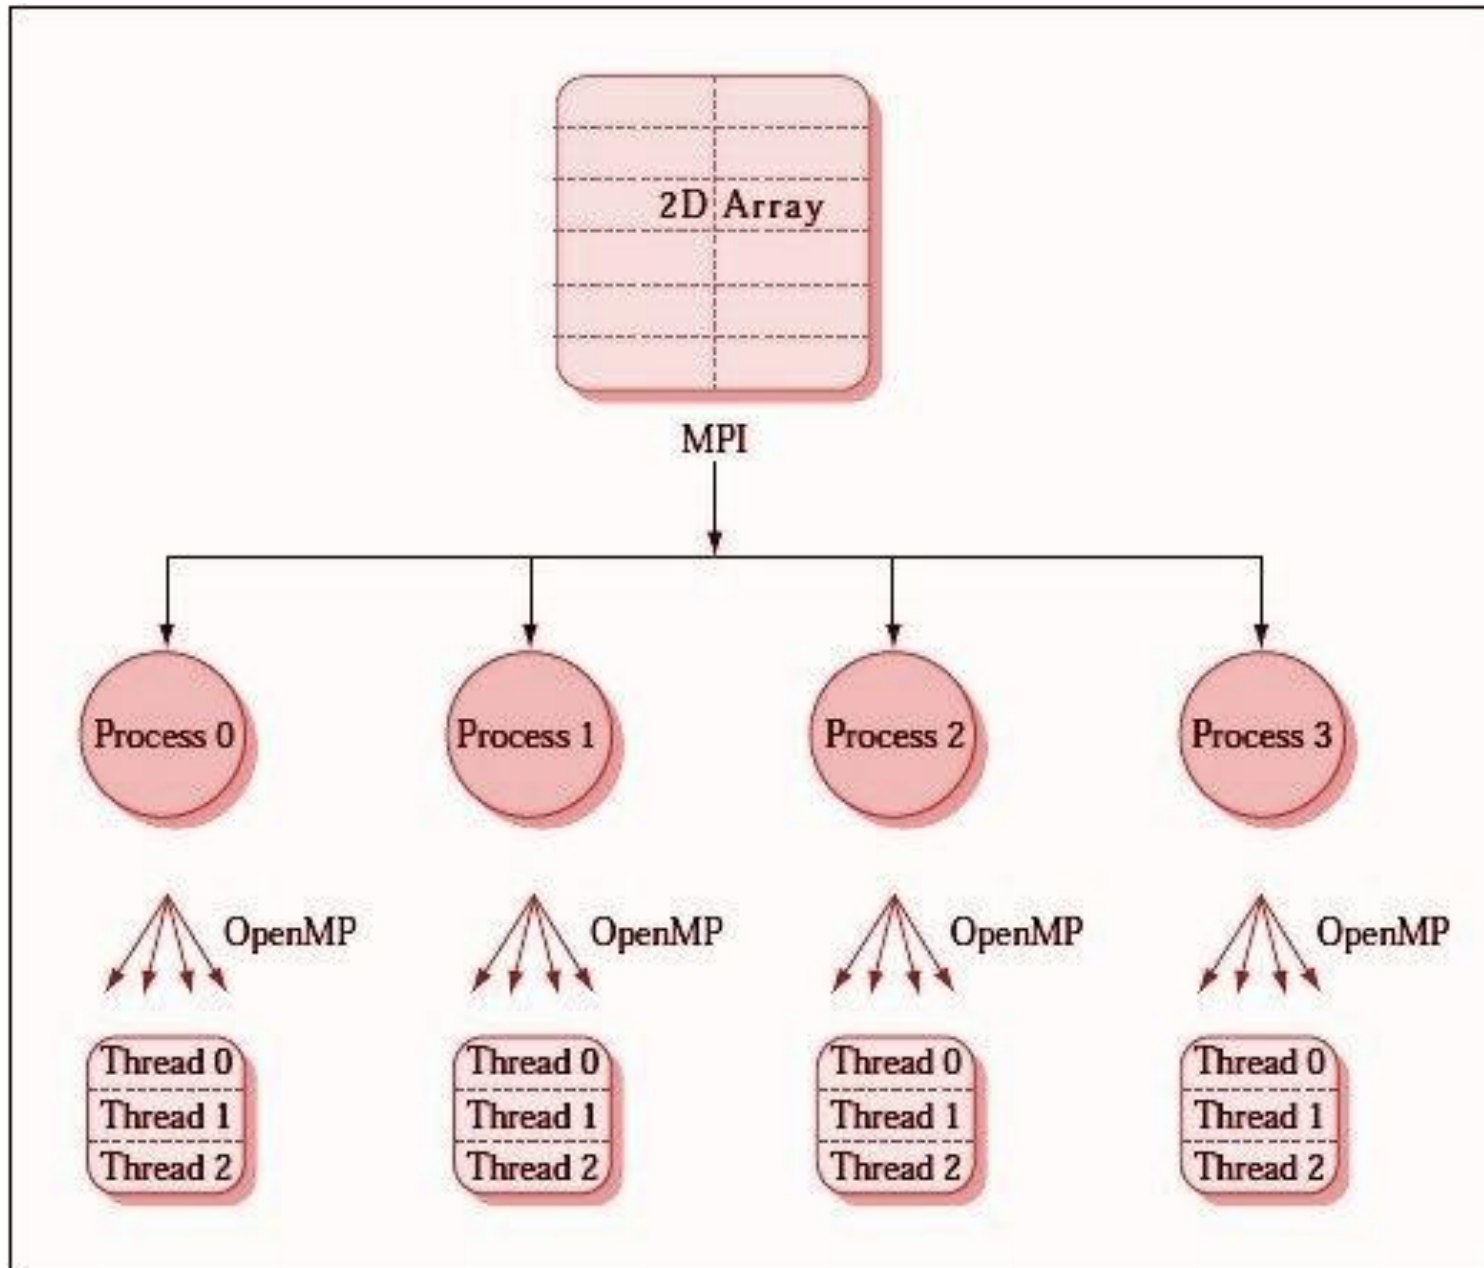 2D Array
MPI
Process 0
Process 1
Process 2
Process 3
OpenMP
OpenMP
OpenMP
OpenMP
Thread 0
Thread 1
Thread 2
Thread 0
Thread 1
Thread 2
Thread 0
Thread 1
Thread 2
Thread 0
Thread 1
Thread 2